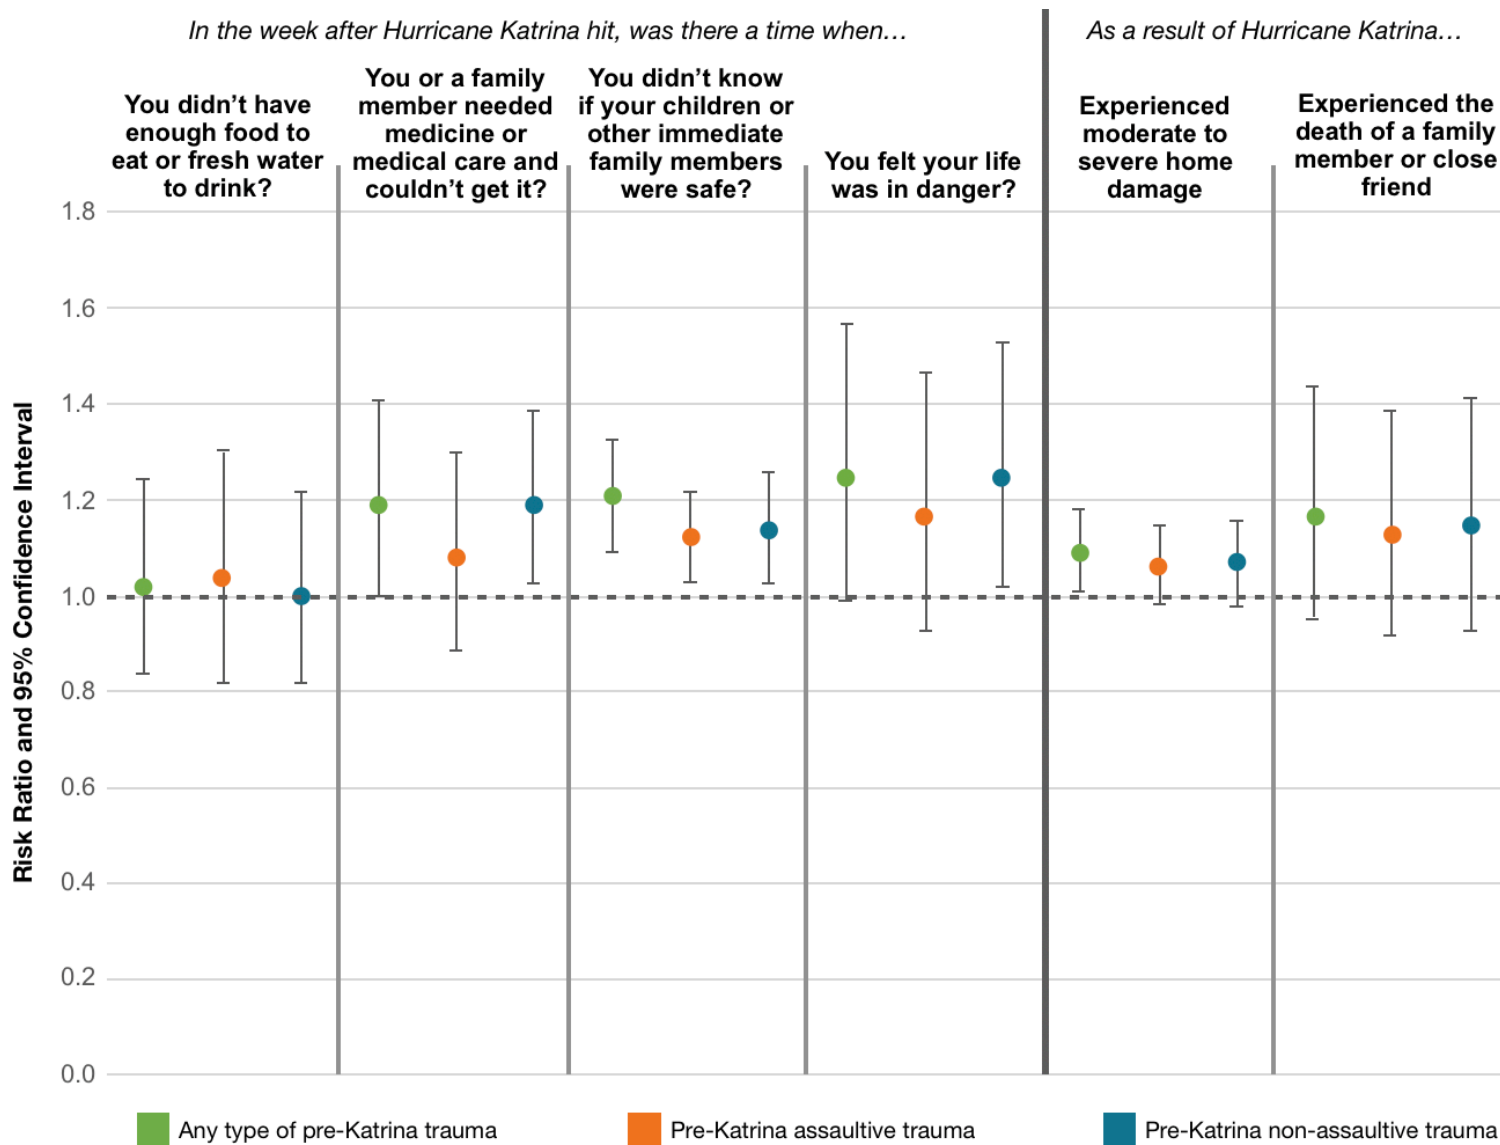 In the week after Hurricane Katrina hit, was there a time when…
As a result of Hurricane Katrina…
You didn’t have
enough food to
eat or fresh water
to drink?
You or a family
member needed
medicine or
medical care and
couldn’t get it?
You didn’t know
if your children or
other immediate
family members
were safe?
You felt your life
was in danger?
Experienced
moderate to
severe home
damage
Experienced the
death of a family
member or close
friend
Risk Ratio and 95% Confidence Interval
1.8
1.6
1.4
1.2
1.0
0.8
0.6
0.4
0.2
0.0
Any type of pre-Katrina trauma
Pre-Katrina assaultive trauma
Pre-Katrina non-assaultive trauma